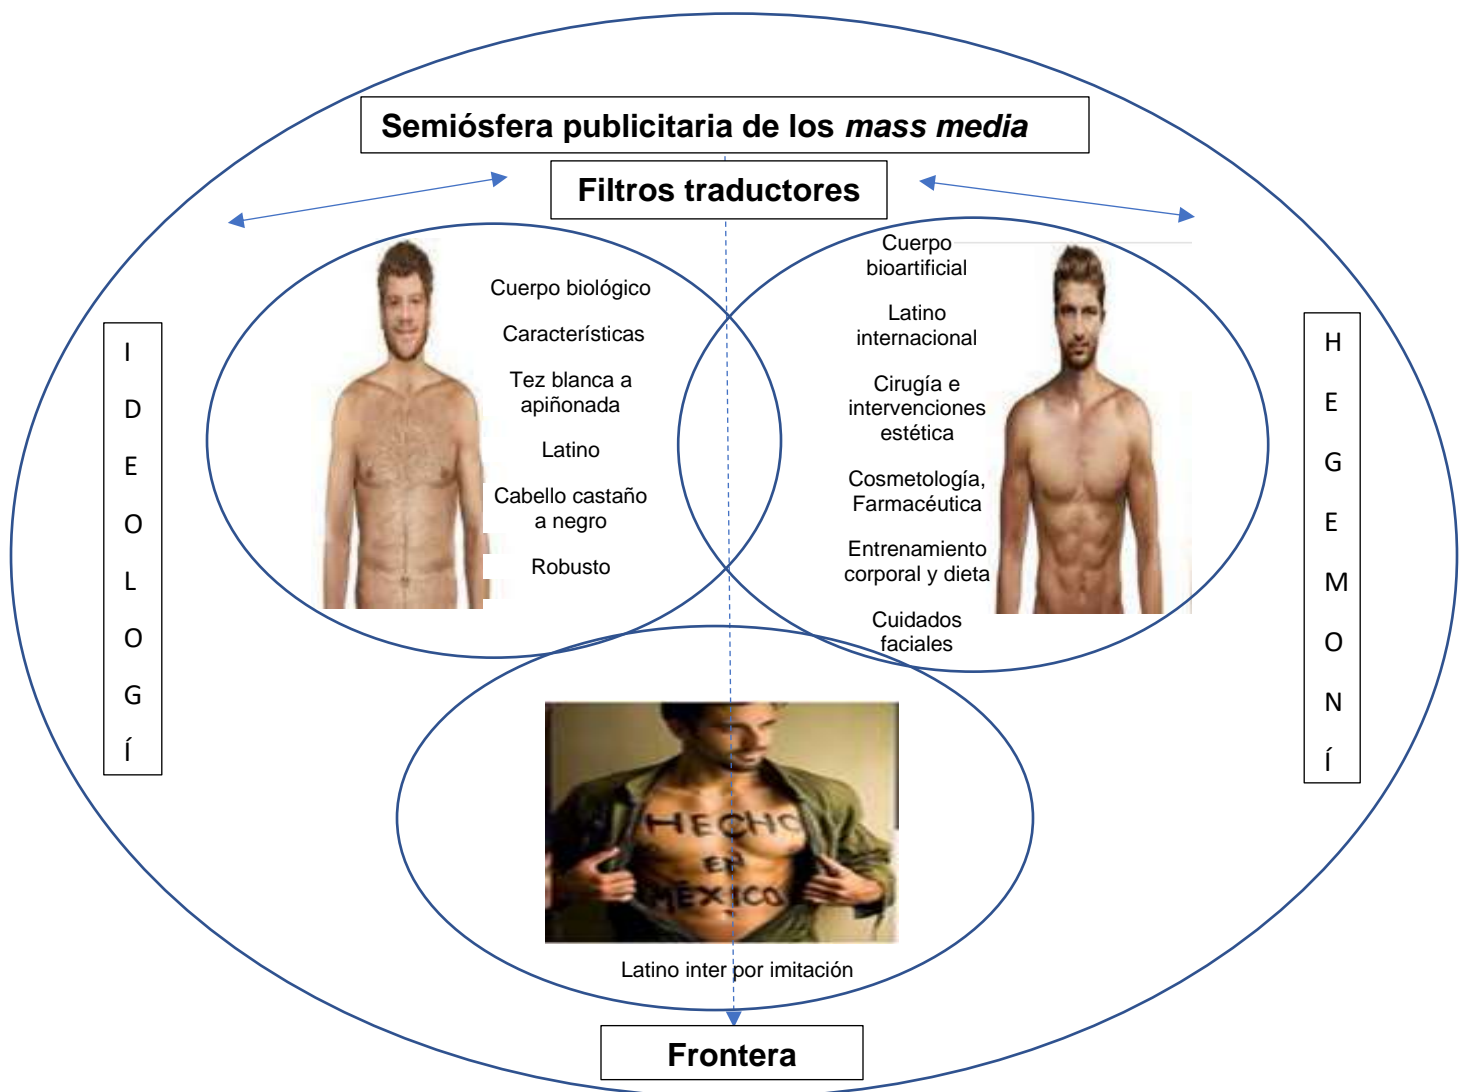 Semiósfera publicitaria de los mass media
Filtros traductores
Cuerpo biológico
Características
Tez blanca a
apiñonada
Latino
Cabello castaño
a negro
Robusto
Cuerpo
bioartificial
Latino
internacional
Cirugía e
intervenciones
estética
Cosmetología,
Farmacéutica
Entrenamiento
corporal y dieta
Cuidados
faciales
I
D
E
O
L
O
G
Í
H
E
G
E
M
O
N
Í
HECHO
EN
MÉXICO
Latino inter por imitación
Frontera